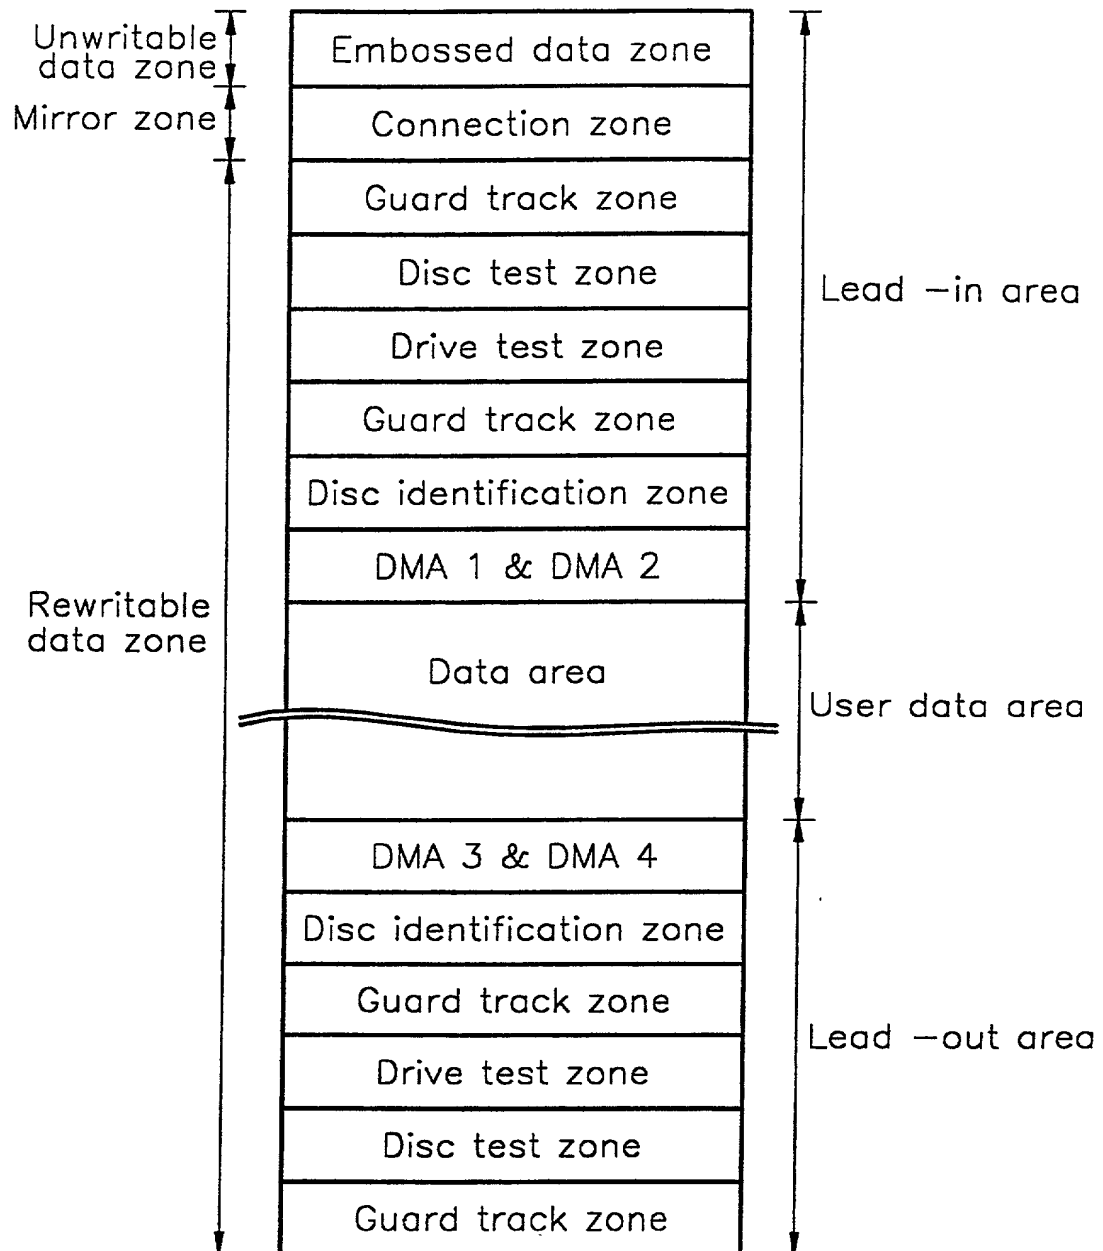 Unwritable
data zone
Embossed data zone
Mirror zone
Connection zone
Guard track zone
Disc test zone
Lead -in area
Drive test zone
Guard track zone
Disc identification zone
DMA 1 & DMA 2
Rewritable
data zone
Data area
User data area
DMA 3 & DMA 4
Disc identification zone
Guard track zone
Lead -out area
Drive test zone
Disc test zone
Guard track zone